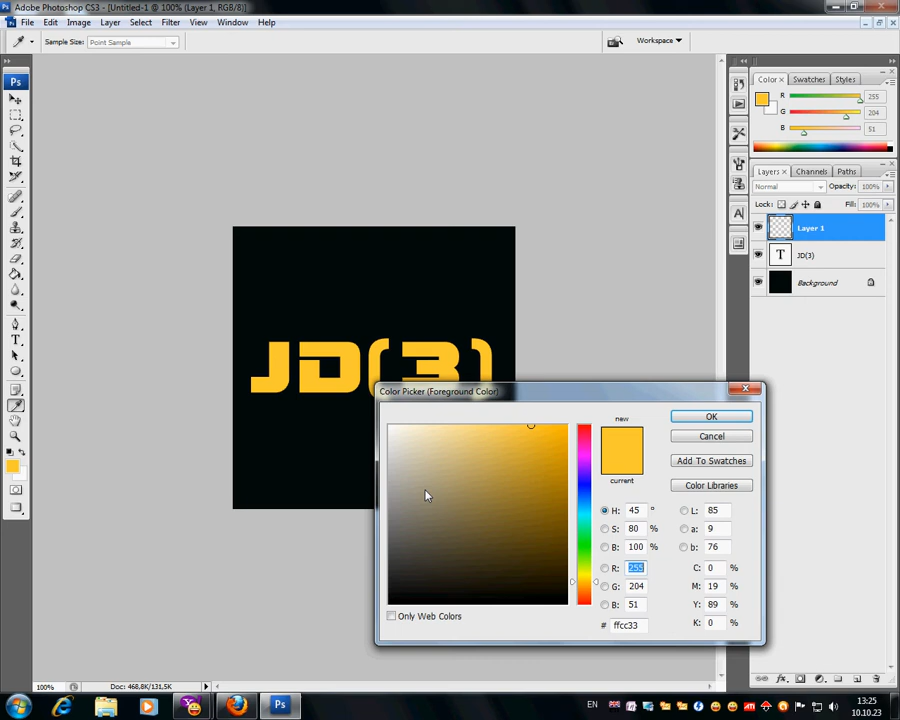 Adobe Photoshop CS3 - [Untitled-1 @ 100% (Layer 1, RGB/8)]
File Edit Image Layer Select Filter View Window Help
Sample Size: Point Sample
Workspace
Ps
Color Swatches Styles
R 255
G 204
B 51
Layers Channels Paths
Normal Opacity: 100%
Lock: Fill: 100%
Layer 1
T JD(3)
Background
JD(3)
Color Picker (Foreground Color)
new
current
OK
Cancel
Add To Swatches
Color Libraries
H: 45 °
S: 80 %
B: 100 %
R: 255
G: 204
B: 51
# ffcc33
L: 85
a: 9
b: 76
C: 0 %
M: 19 %
Y: 89 %
K: 0 %
Only Web Colors
100% Doc: 468,8K/131,5K
EN
13:25
10.10.23